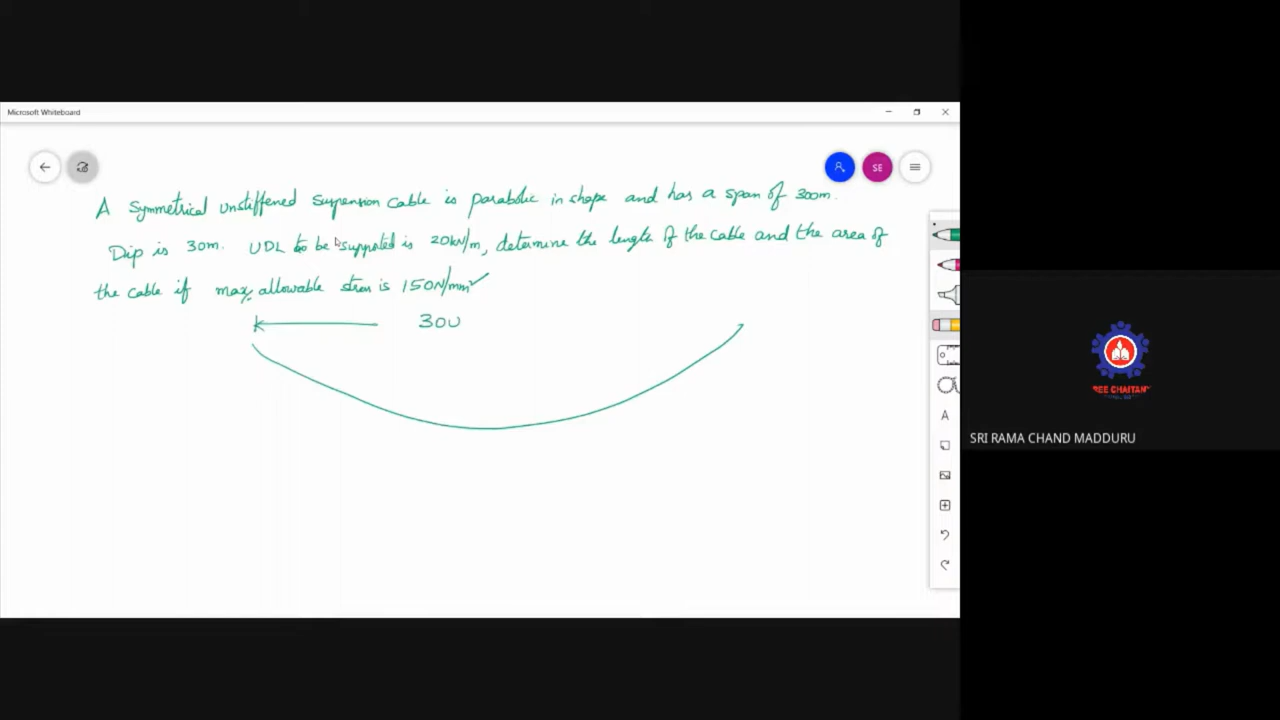 Microsoft Whiteboard
SE
A Symmetrical unstiffened suspension cable is parabolic in shape and has a span of 300m.
Dip is 30m. UDL to be supported is 20kN/m, determine the length of the cable and the area of
the cable if max. allowable stress is 150N/mm²
300
A
SREE CHAITANY
SRI RAMA CHAND MADDURU